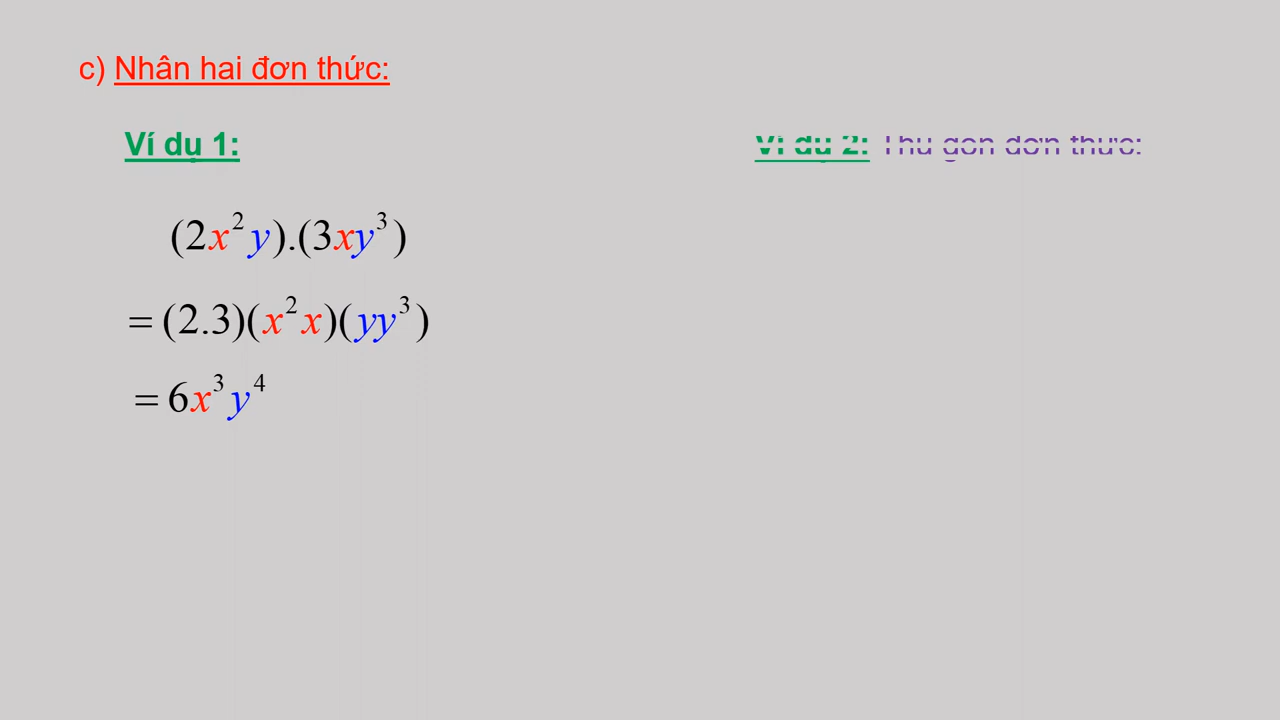 c) Nhân hai đơn thức:
Ví dụ 1:
(2x²y).(3xy³)
= (2.3)(x²x)(yy³)
= 6x³y⁴
Ví dụ 2: Thu gọn đơn thức: